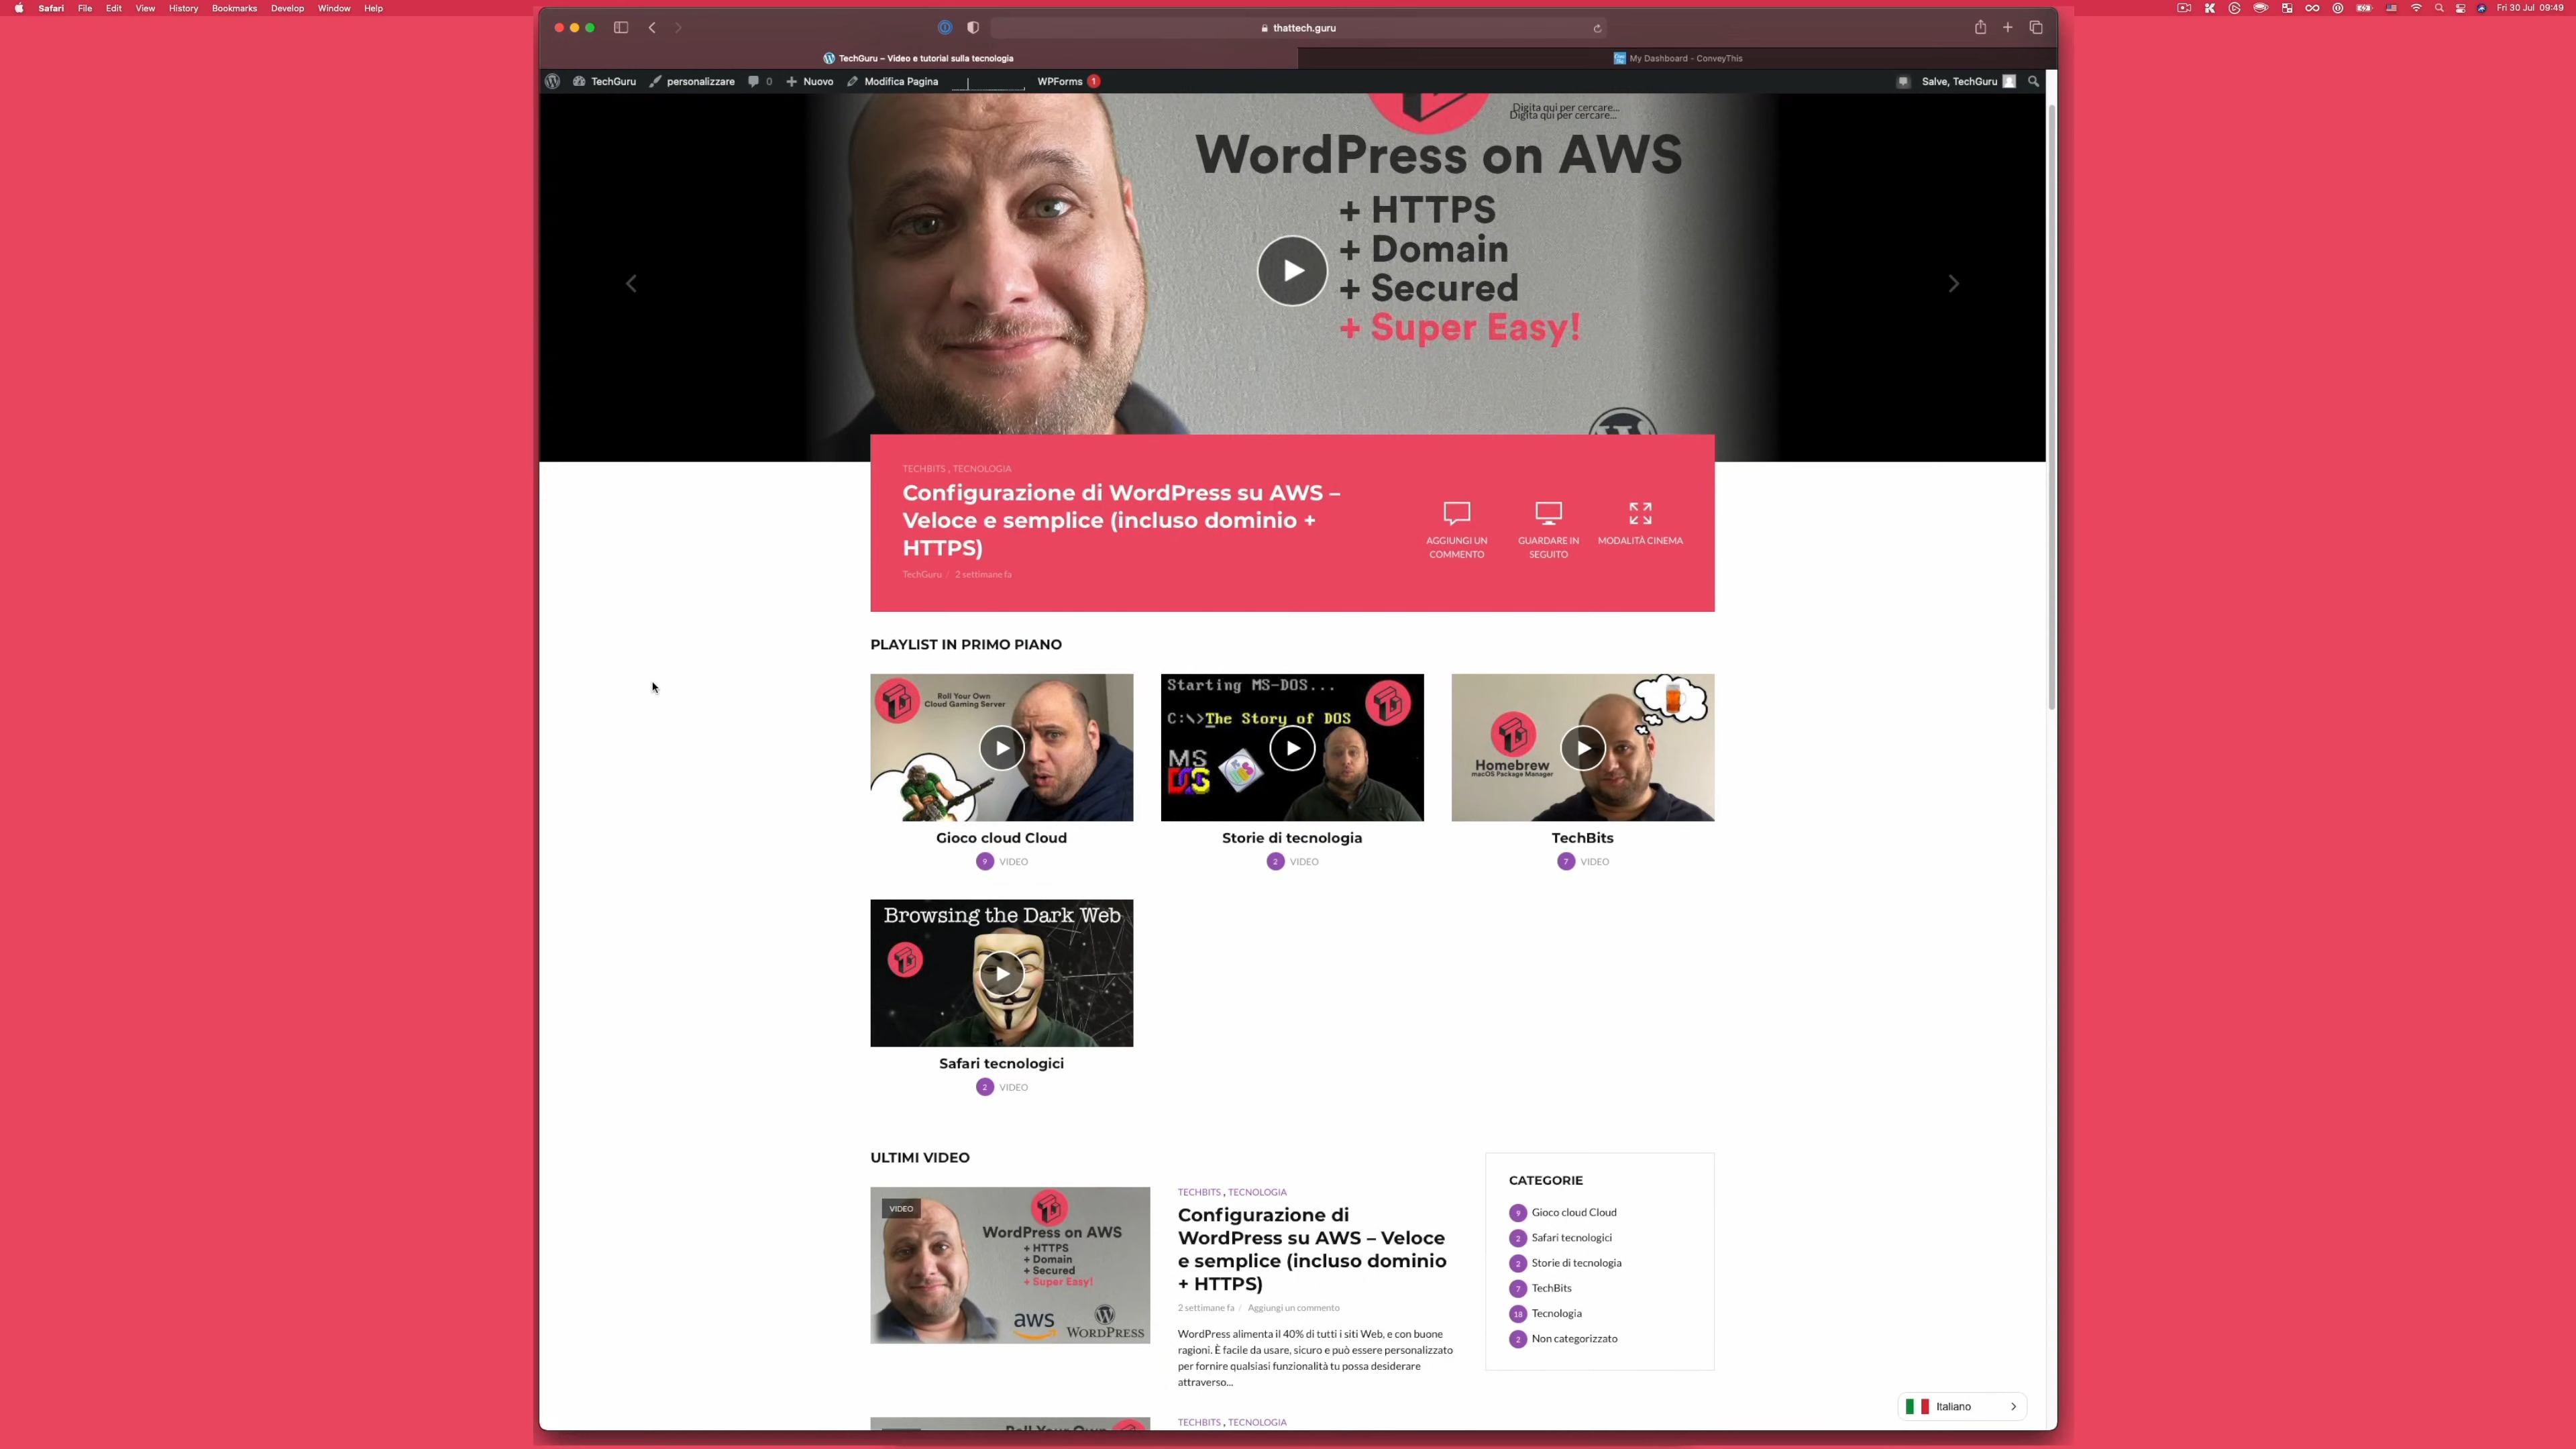 Safari File Edit View History Bookmarks Develop Window Help
Fri 30 Jul 09:49
thattech.guru
TechGuru – Video e tutorial sulla tecnologia
My Dashboard - ConveyThis
TechGuru personalizzare 0 Nuovo Modifica Pagina WPForms 1
Salve, TechGuru
Digita qui per cercare...
Digita qui per cercare...
WordPress on AWS
+ HTTPS
+ Domain
+ Secured
+ Super Easy!
TECHBITS , TECNOLOGIA
Configurazione di WordPress su AWS –
Veloce e semplice (incluso dominio +
HTTPS)
TechGuru / 2 settimane fa
AGGIUNGI UN
COMMENTO
GUARDARE IN
SEGUITO
MODALITÀ CINEMA
PLAYLIST IN PRIMO PIANO
Roll Your Own
Cloud Gaming Server
Gioco cloud Cloud
9 VIDEO
Starting MS-DOS...
C:\>The Story of DOS
MS
DOS
Storie di tecnologia
2 VIDEO
Homebrew
macOS Package Manager
TechBits
7 VIDEO
Browsing the Dark Web
Safari tecnologici
2 VIDEO
ULTIMI VIDEO
VIDEO
WordPress on AWS
+ HTTPS
+ Domain
+ Secured
+ Super Easy!
aws
WORDPRESS
TECHBITS , TECNOLOGIA
Configurazione di
WordPress su AWS – Veloce
e semplice (incluso dominio
+ HTTPS)
2 settimane fa / Aggiungi un commento
WordPress alimenta il 40% di tutti i siti Web, e con buone
ragioni. È facile da usare, sicuro e può essere personalizzato
per fornire qualsiasi funzionalità tu possa desiderare
attraverso...
TECHBITS , TECNOLOGIA
CATEGORIE
9 Gioco cloud Cloud
2 Safari tecnologici
2 Storie di tecnologia
7 TechBits
18 Tecnologia
2 Non categorizzato
Italiano